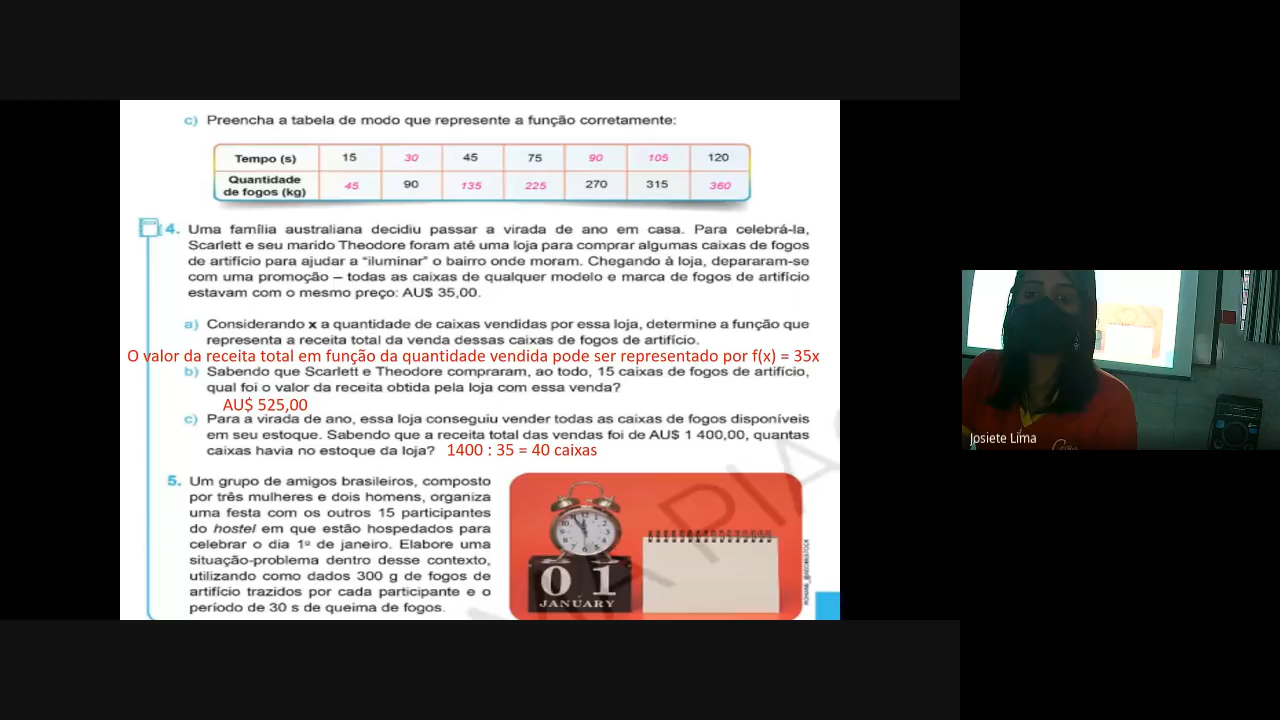 c) Preencha a tabela de modo que represente a função corretamente:
Tempo (s) 15 30 45 75 90 105 120
Quantidade de fogos (kg) 45 90 135 225 270 315 360
4. Uma família australiana decidiu passar a virada de ano em casa. Para celebrá-la,
Scarlett e seu marido Theodore foram até uma loja para comprar algumas caixas de fogos
de artifício para ajudar a "iluminar" o bairro onde moram. Chegando à loja, depararam-se
com uma promoção – todas as caixas de qualquer modelo e marca de fogos de artifício
estavam com o mesmo preço: AU$ 35,00.
a) Considerando x a quantidade de caixas vendidas por essa loja, determine a função que
representa a receita total da venda dessas caixas de fogos de artifício.
O valor da receita total em função da quantidade vendida pode ser representado por f(x) = 35x
b) Sabendo que Scarlett e Theodore compraram, ao todo, 15 caixas de fogos de artifício,
qual foi o valor da receita obtida pela loja com essa venda?
AU$ 525,00
c) Para a virada de ano, essa loja conseguiu vender todas as caixas de fogos disponíveis
em seu estoque. Sabendo que a receita total das vendas foi de AU$ 1 400,00, quantas
caixas havia no estoque da loja? 1400 : 35 = 40 caixas
5. Um grupo de amigos brasileiros, composto
por três mulheres e dois homens, organiza
uma festa com os outros 15 participantes
do hostel em que estão hospedados para
celebrar o dia 1º de janeiro. Elabore uma
situação-problema dentro desse contexto,
utilizando como dados 300 g de fogos de
artifício trazidos por cada participante e o
período de 30 s de queima de fogos.
01
JANUARY
Josiete Lima